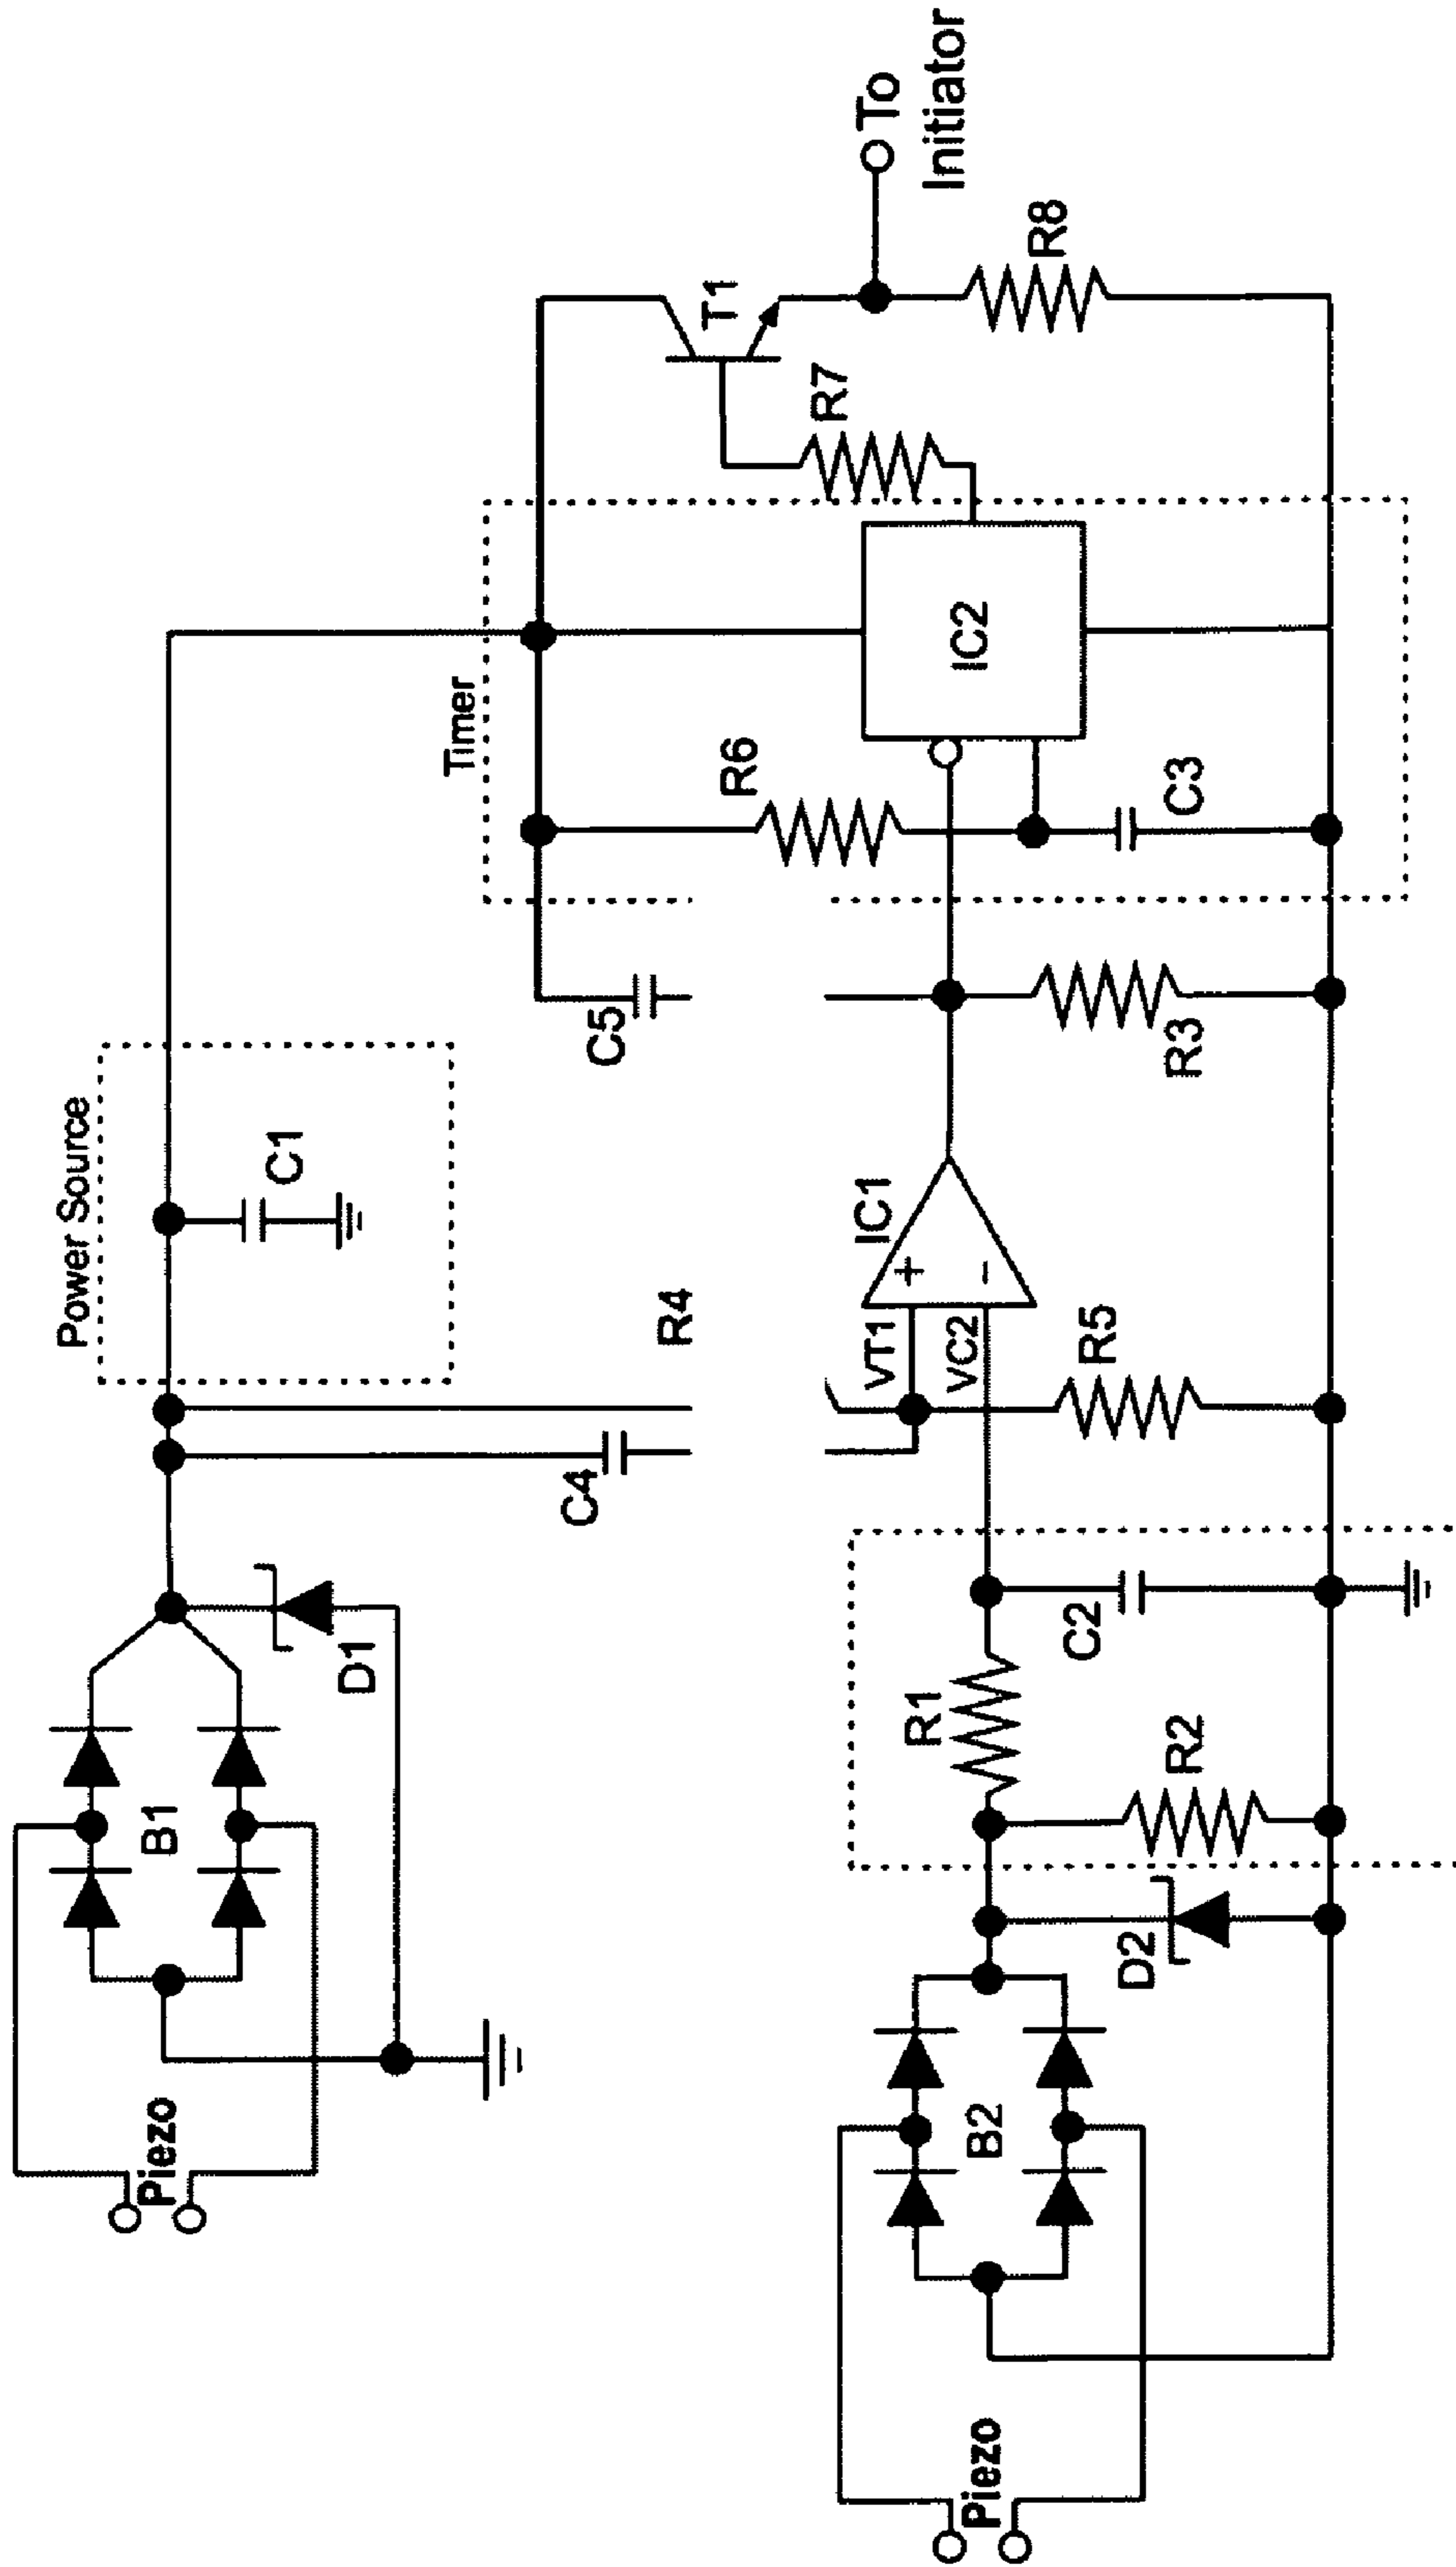 Piezo
B1
D1
C4
R4
Power Source
C1
C5
Timer
R6
C3
IC2
R7
T1
R8
To
Initiator
Piezo
B2
D2
R2
R1
C2
VT1
VC2
+
-
IC1
R5
R3